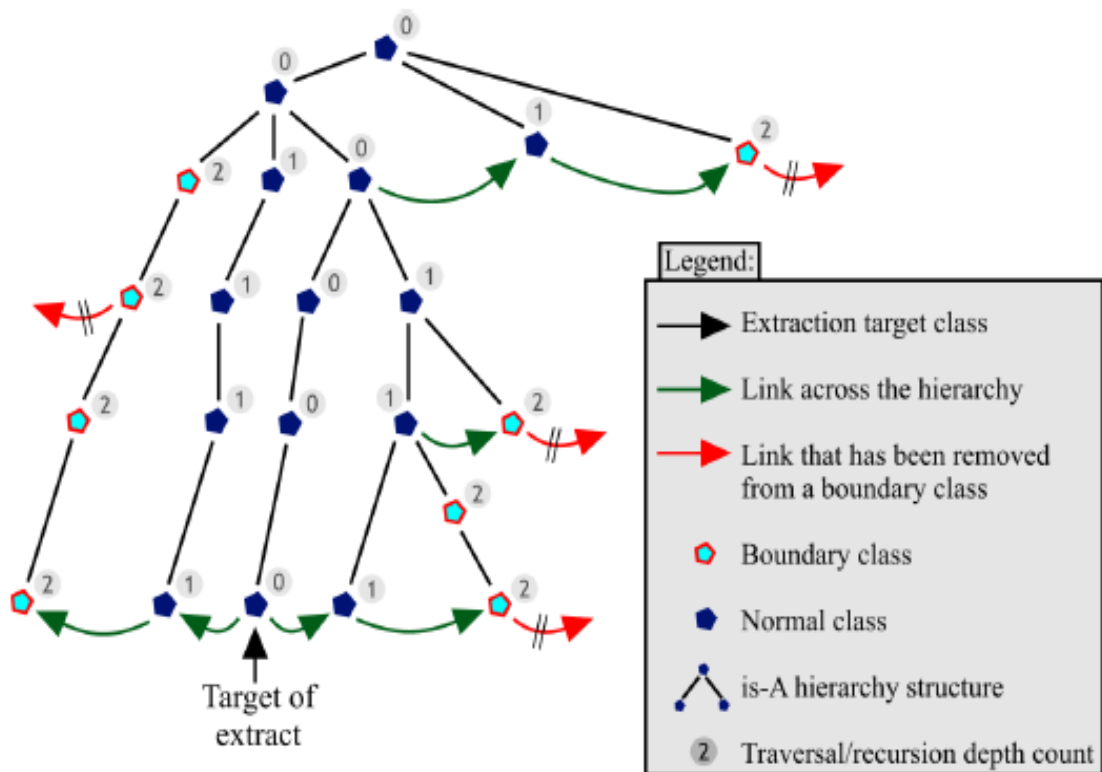 0
0
1
2
2
1
0
2
1
0
1
2
1
0
1
2
2
2
1
0
1
2
Target of
extract
Legend:
Extraction target class
Link across the hierarchy
Link that has been removed
from a boundary class
Boundary class
Normal class
is-A hierarchy structure
2 Traversal/recursion depth count